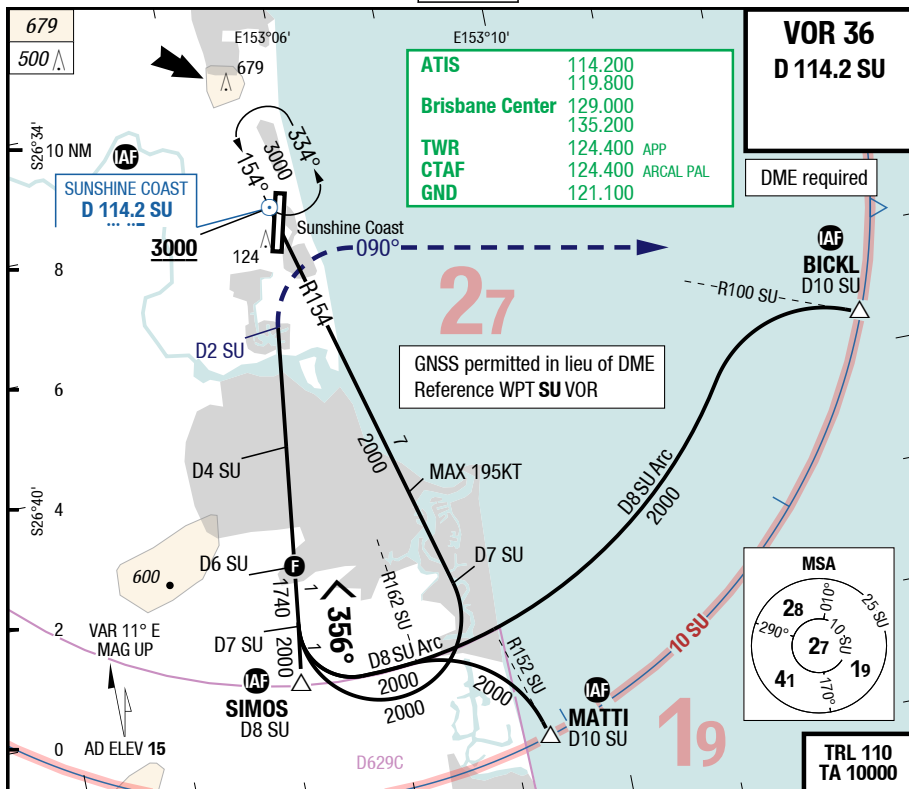 679
500
E153°06'
E153°10'
VOR 36
D 114.2 SU
679
ATIS 114.200
119.800
Brisbane Center 129.000
135.200
TWR 124.400 APP
CTAF 124.400 ARCAL PAL
GND 121.100
S26°34'
10 NM
IAF
SUNSHINE COAST
D 114.2 SU
3000
334°
154°
3000
DME required
Sunshine Coast
124
090°
IAF
BICKL
D10 SU
8
R154
27
R100 SU
D2 SU
GNSS permitted in lieu of DME
Reference WPT SU VOR
6
7
2000
D4 SU
MAX 195KT
D8 SU Arc
2000
S26°40'
4
D6 SU
F
D7 SU
600
1
1740
R162 SU
356°
MSA
28
010°
25 SU
290°
10 SU
27
41
19
170°
VAR 11° E
MAG UP
2
D7 SU
2000
1
D8 SU Arc
2000
R152 SU
10 SU
IAF
SIMOS
D8 SU
2000
2000
IAF
MATTI
D10 SU
19
0
AD ELEV 15
D629C
TRL 110
TA 10000